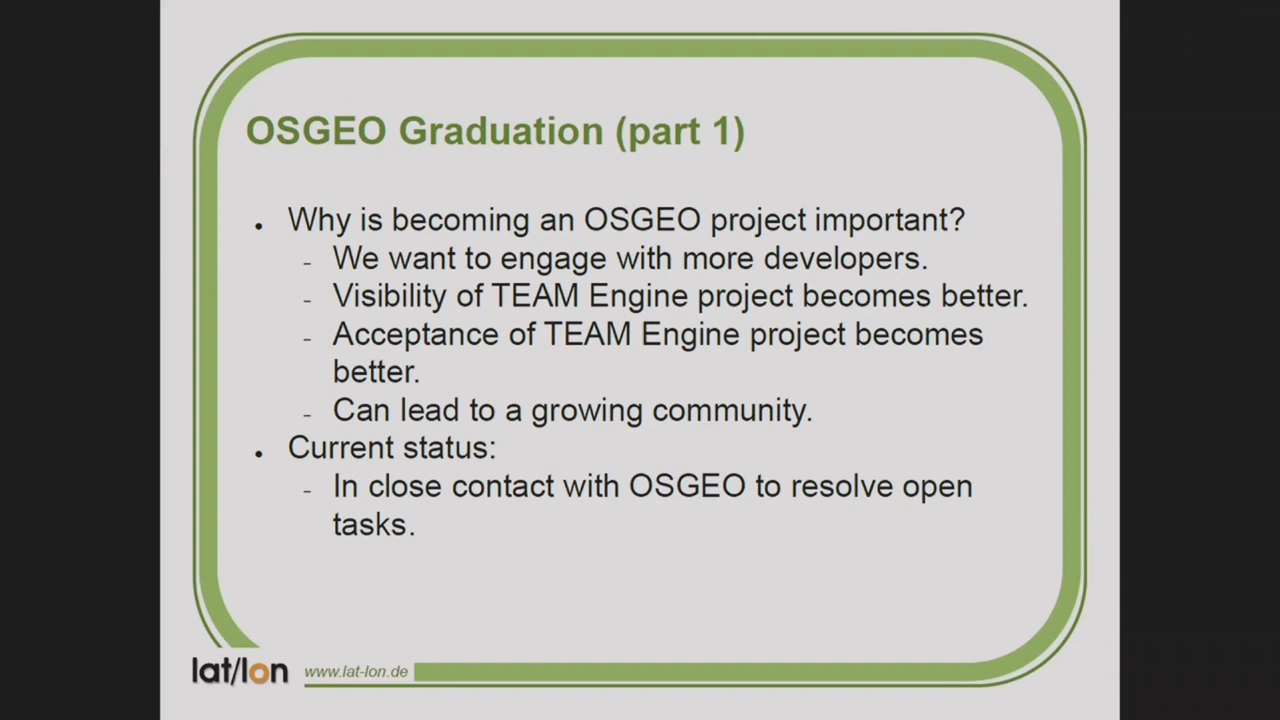 OSGEO Graduation (part 1)
• Why is becoming an OSGEO project important?
- We want to engage with more developers.
- Visibility of TEAM Engine project becomes better.
- Acceptance of TEAM Engine project becomes
better.
- Can lead to a growing community.
• Current status:
- In close contact with OSGEO to resolve open
tasks.
lat/lon www.lat-lon.de